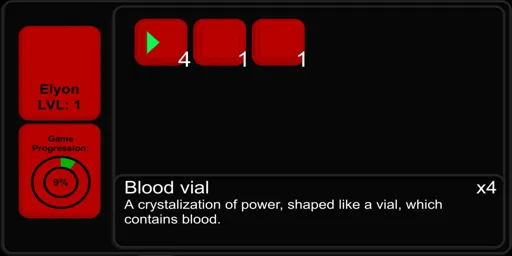 Elyon
LVL: 1
Game
Progression:
9%
4
1
1
Blood vial
x4
A crystalization of power, shaped like a vial, which
contains blood.